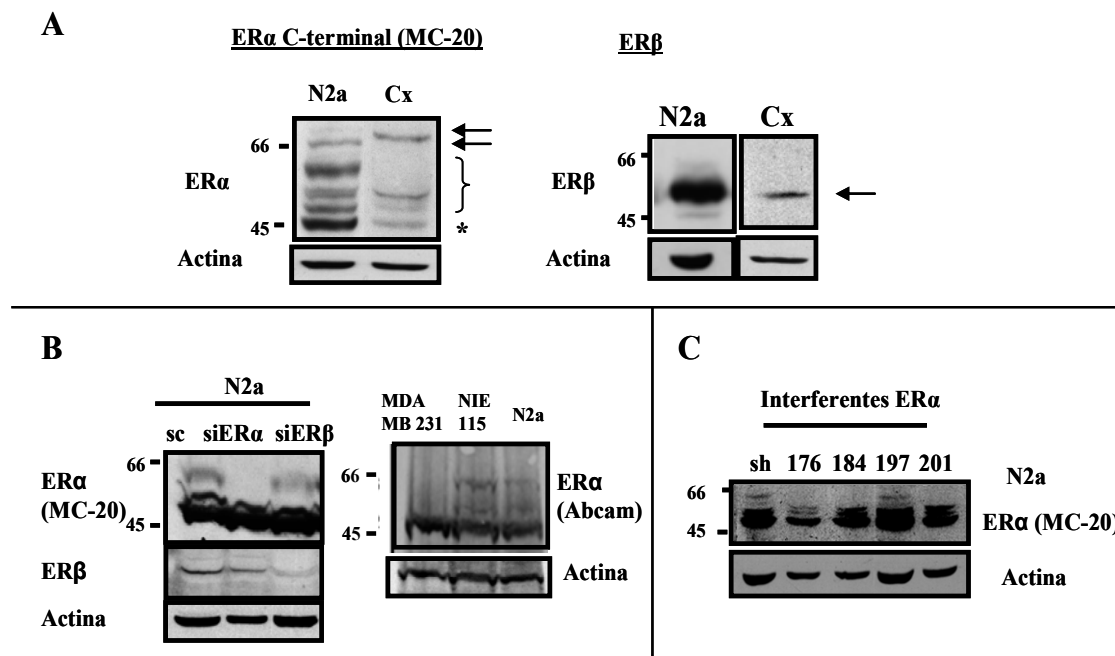 A
ERα C-terminal (MC-20)
ERβ
N2a Cx
N2a Cx
66
ERα
45
*
Actina
66
ERβ
45
Actina
B
N2a
sc siERα siERβ
66
ERα
(MC-20)
45
ERβ
Actina
MDA
MB 231
NIE
115
N2a
66
ERα
(Abcam)
45
Actina
C
Interferentes ERα
sh 176 184 197 201
N2a
66
ERα (MC-20)
45
Actina